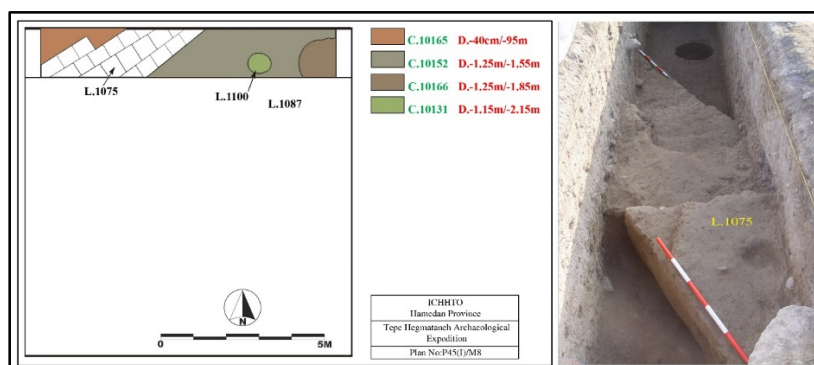 C.10165 D.-40cm/-95m
C.10152 D.-1.25m/-1.55m
C.10166 D.-1.25m/-1.85m
C.10131 D.-1.15m/-2.15m
L.1075
L.1100
L.1087
N
0 5M
ICHHTO
Hamedan Province
Tepe Hegmataneh Archaeological
Expedition
Plan No:P45(I)/M8
L.1075